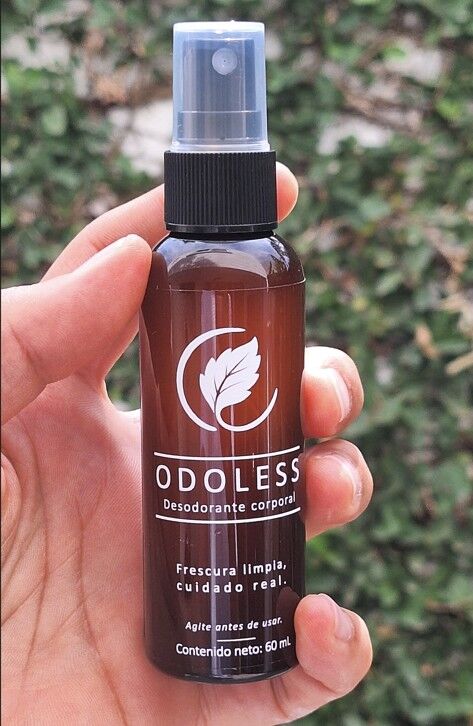 ODOLESS
Desodorante corporal
Frescura limpia,
cuidado real.
Agite antes de usar.
Contenido neto: 60 mL